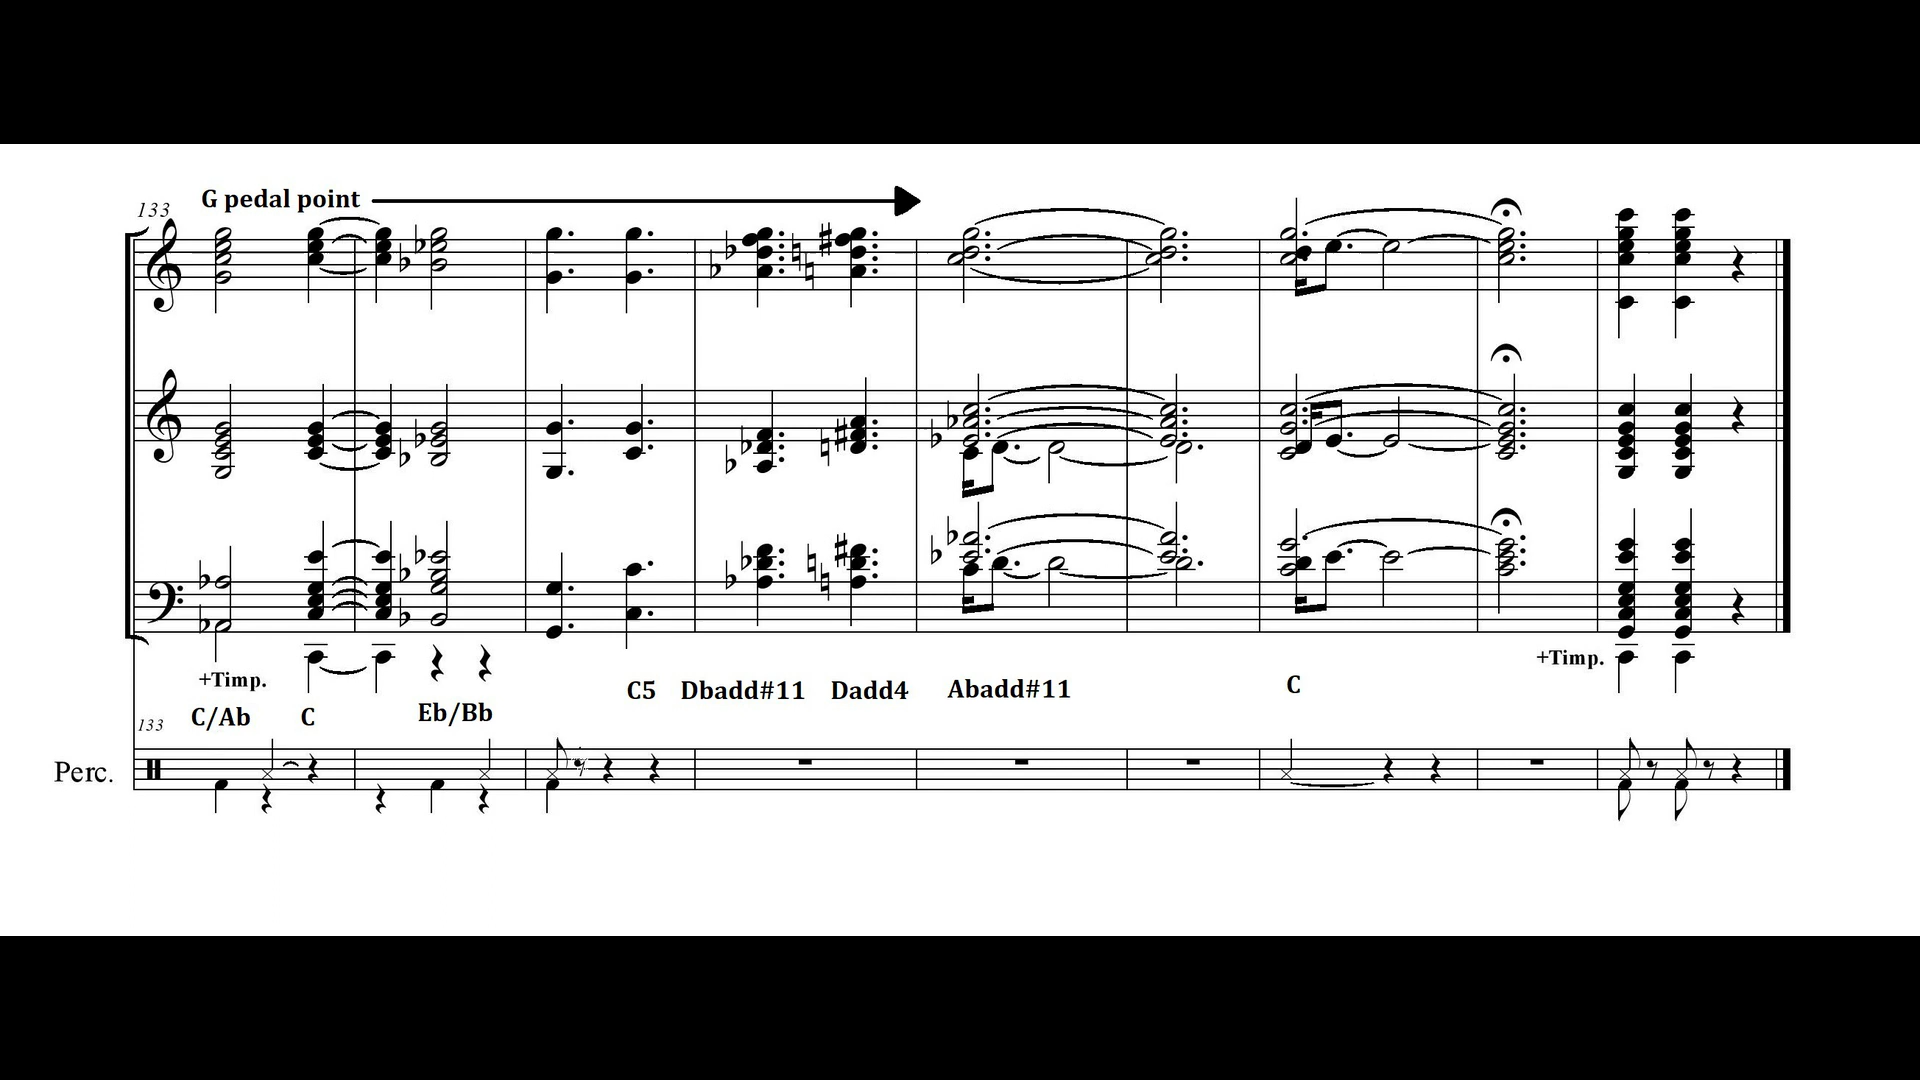 G pedal point
133
+Timp.
+Timp.
C5 Dbadd#11 Dadd4 Abadd#11 C
C/Ab C Eb/Bb
133
Perc.